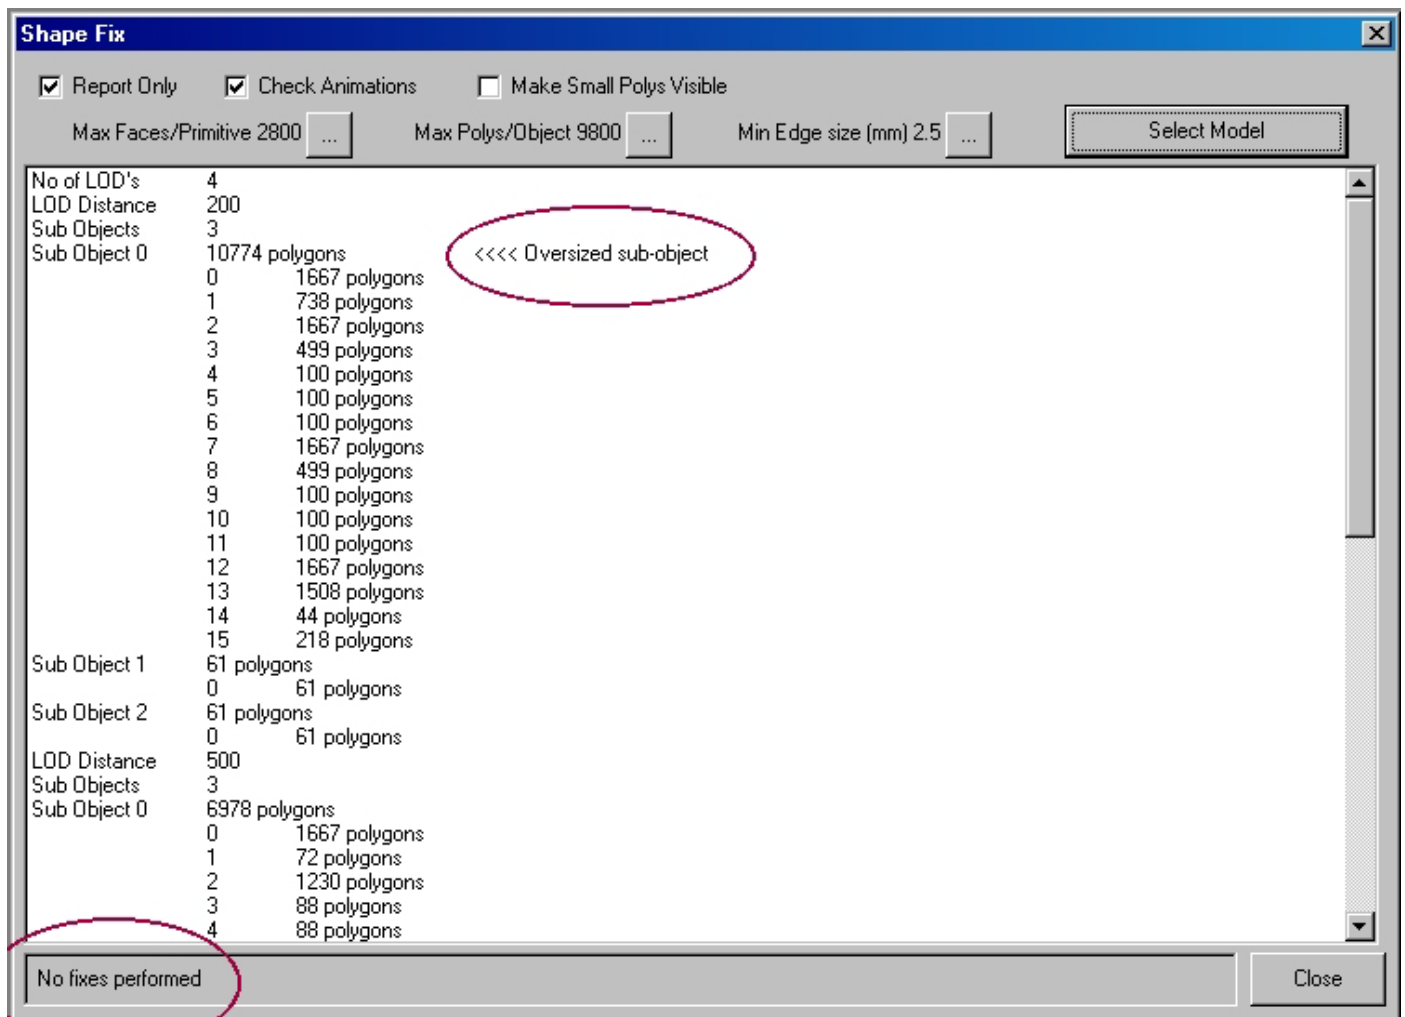 Shape Fix
Report Only Check Animations Make Small Polys Visible
Max Faces/Primitive 2800 ... Max Polys/Object 9800 ... Min Edge size (mm) 2.5 ... Select Model
No of LOD's 4
LOD Distance 200
Sub Objects 3
Sub Object 0 10774 polygons <<<< Oversized sub-object
0 1667 polygons
1 738 polygons
2 1667 polygons
3 499 polygons
4 100 polygons
5 100 polygons
6 100 polygons
7 1667 polygons
8 499 polygons
9 100 polygons
10 100 polygons
11 100 polygons
12 1667 polygons
13 1508 polygons
14 44 polygons
15 218 polygons
Sub Object 1 61 polygons
0 61 polygons
Sub Object 2 61 polygons
0 61 polygons
LOD Distance 500
Sub Objects 3
Sub Object 0 6978 polygons
0 1667 polygons
1 72 polygons
2 1230 polygons
3 88 polygons
4 88 polygons
No fixes performed Close